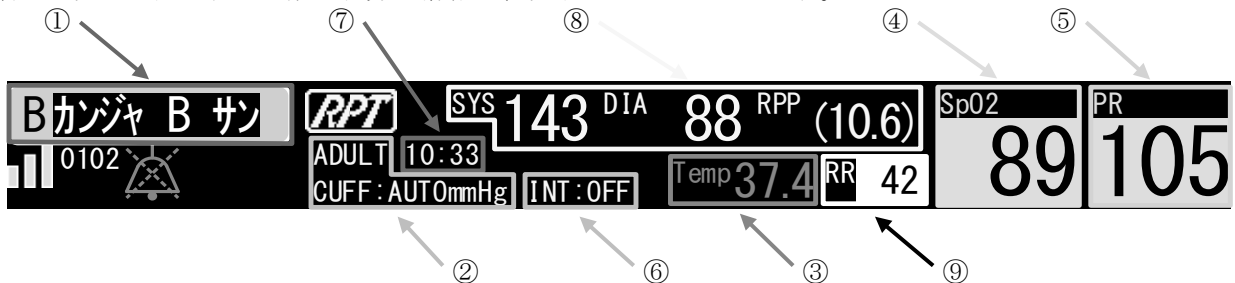 ① ⑦ ⑧ ④ ⑤
B カンジャ B サン
RPT
SYS 143 DIA 88 RPP (10.6)
SpO2
89
PR
105
0102
ADULT 10:33
CUFF:AUTOmmHg INT:OFF
Temp 37.4
RR 42
② ⑥ ③ ⑨